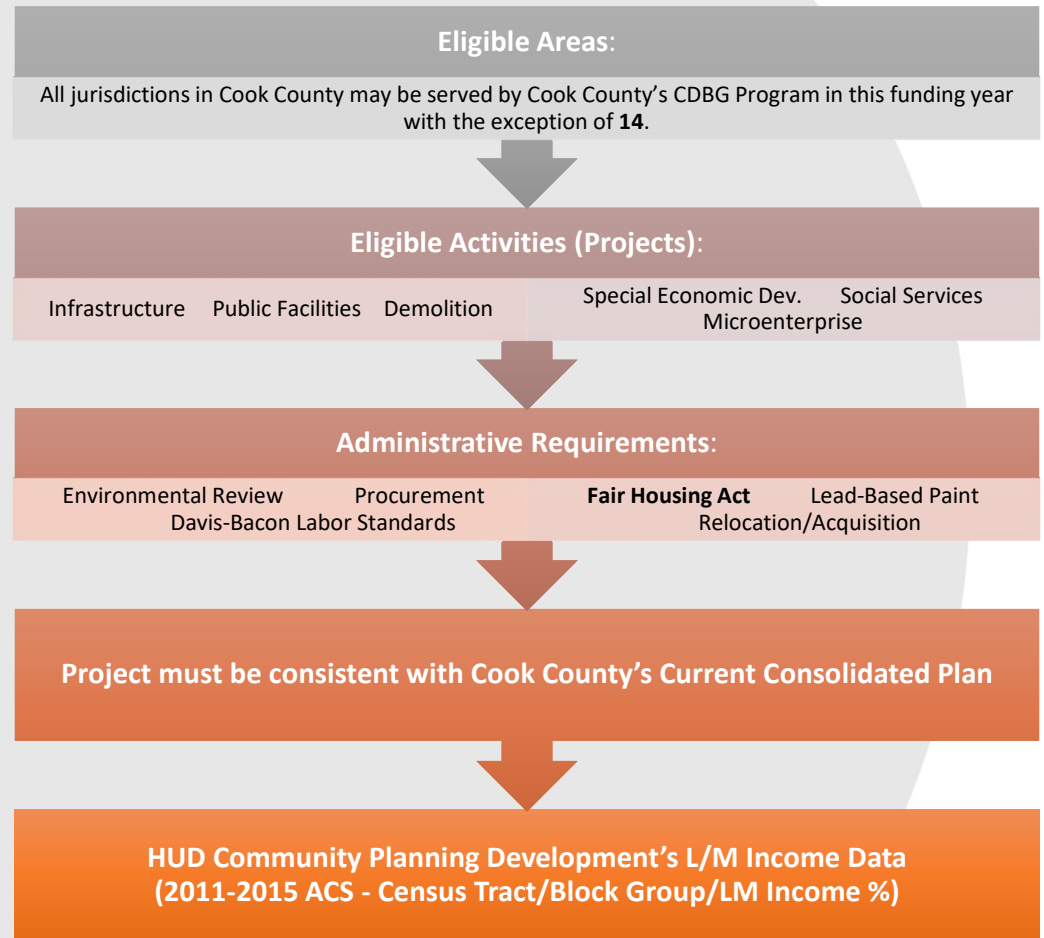 Eligible Areas:
All jurisdictions in Cook County may be served by Cook County's CDBG Program in this funding year
with the exception of 14.
Eligible Activities (Projects):
Infrastructure Public Facilities Demolition
Special Economic Dev. Social Services
Microenterprise
Administrative Requirements:
Environmental Review Procurement
Davis-Bacon Labor Standards
Fair Housing Act Lead-Based Paint
Relocation/Acquisition
Project must be consistent with Cook County's Current Consolidated Plan
HUD Community Planning Development's L/M Income Data
(2011-2015 ACS - Census Tract/Block Group/LM Income %)